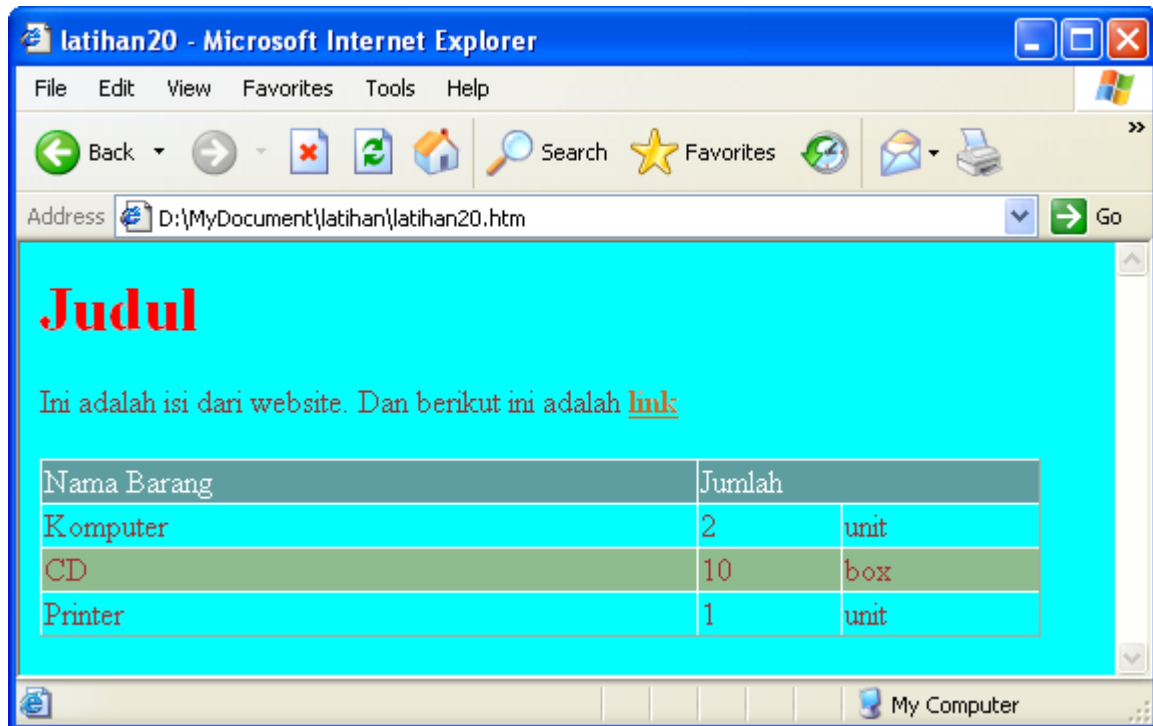 latihan20 - Microsoft Internet Explorer
File Edit View Favorites Tools Help
Back Search Favorites »
Address D:\MyDocument\latihan\latihan20.htm Go
Judul
Ini adalah isi dari website. Dan berikut ini adalah link
Nama Barang Jumlah
Komputer 2 unit
CD 10 box
Printer 1 unit
My Computer